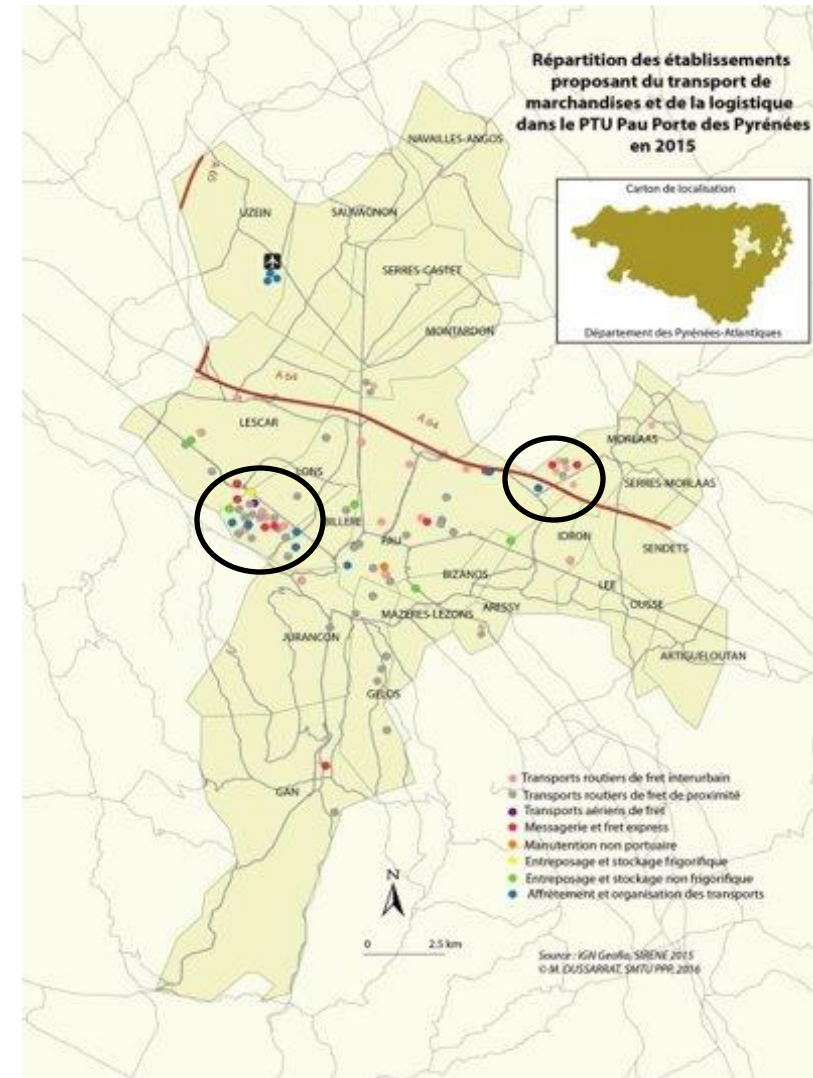 Répartition des établissements
proposant du transport de
marchandises et de la logistique
dans le PTU Pau Porte des Pyrénées
en 2015
Carton de localisation
Département des Pyrénées-Atlantiques
NAVAILLES-ANGOS
A 65
UZEIN
SAUVAGNON
SERRES-CASTET
MONTARDON
A 64
LESCAR
A 64
MORLAAS
LONS
SERRES-MORLAAS
BILLERE
PAU
IDRON
SENDETS
BIZANOS
LEE
OUSSE
MAZERES-LEZONS
ARESSY
JURANCON
ARTIGUELOUTAN
GELOS
GAN
Transports routiers de fret interurbain
Transports routiers de fret de proximité
Transports aériens de fret
Messagerie et fret express
Manutention non portuaire
Entreposage et stockage frigorifique
Entreposage et stockage non frigorifique
Affrètement et organisation des transports
N
0 2.5 km
Source : IGN Geofla, SIRENE 2015
© M. DUSSARRAT, SMTU PPP, 2016